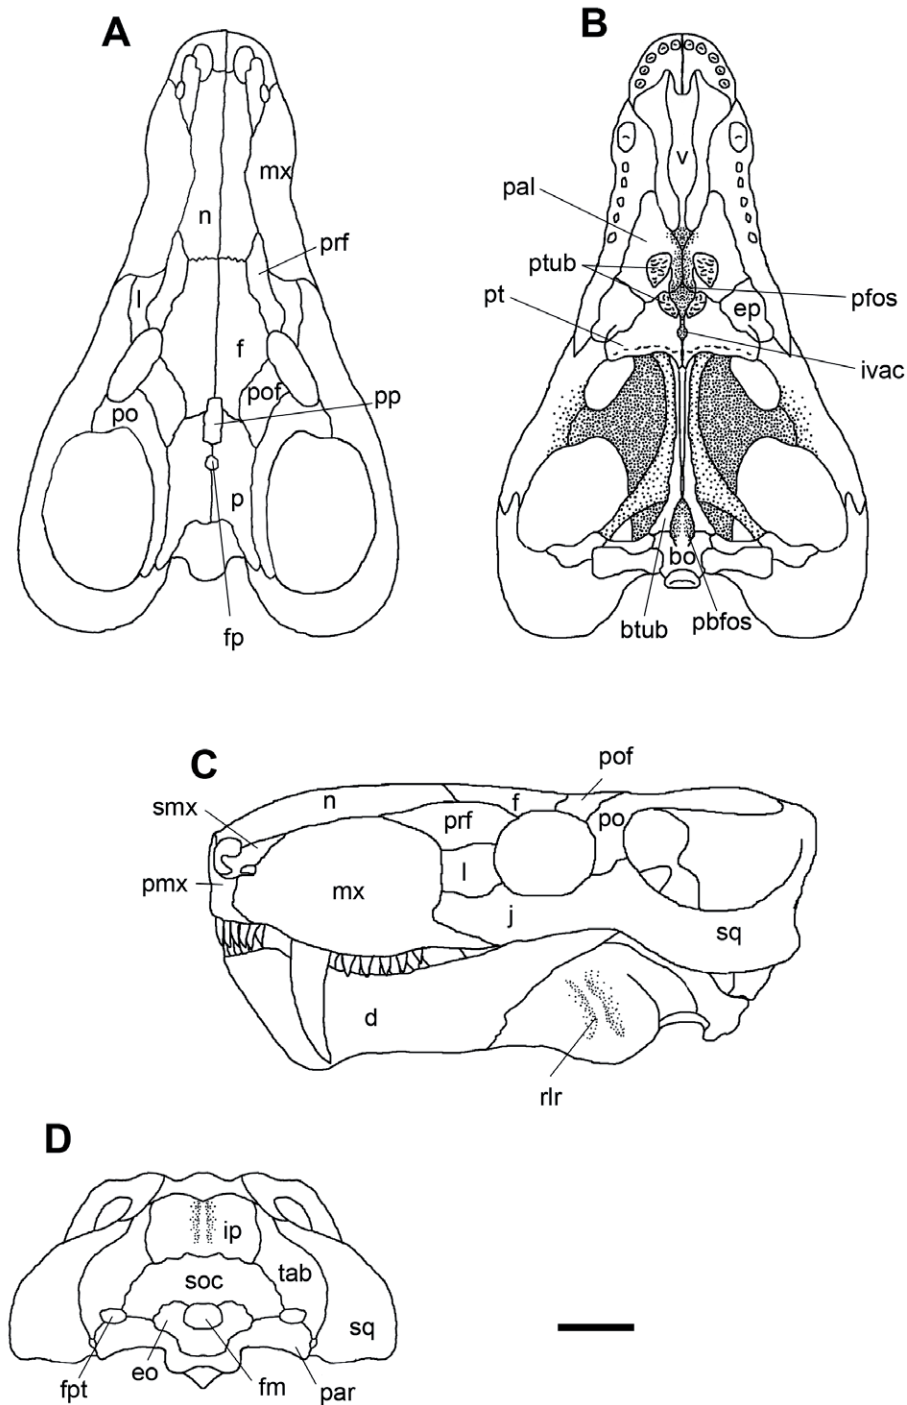 A
mx
n
prf
l
f
pof
pp
po
p
fp
B
v
pal
ptub
pt
pfos
ep
ivac
bo
btub
pbfos
C
pof
smx
n
f
prf
po
l
pmx
mx
j
sq
d
rlr
D
ip
soc
tab
sq
fpt
eo
fm
par